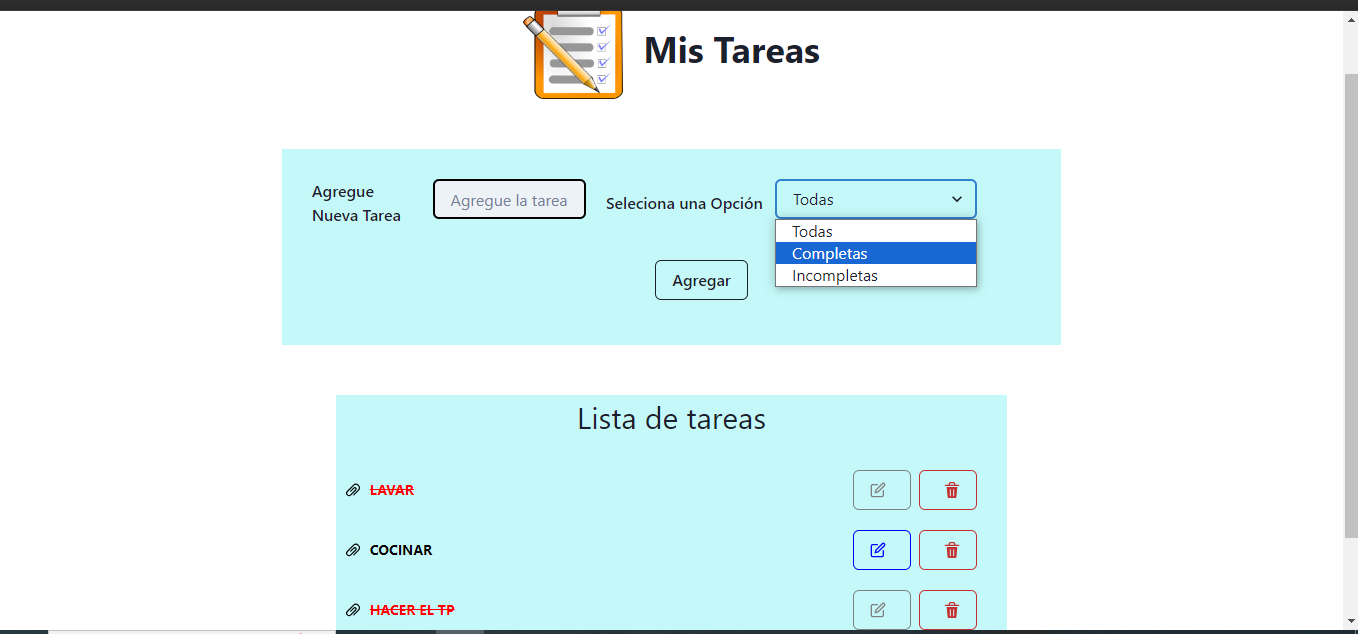 Mis Tareas
Agregue
Nueva Tarea
Agregue la tarea
Seleciona una Opción
Todas
Todas
Completas
Incompletas
Agregar
Lista de tareas
LAVAR
COCINAR
HACER EL TP